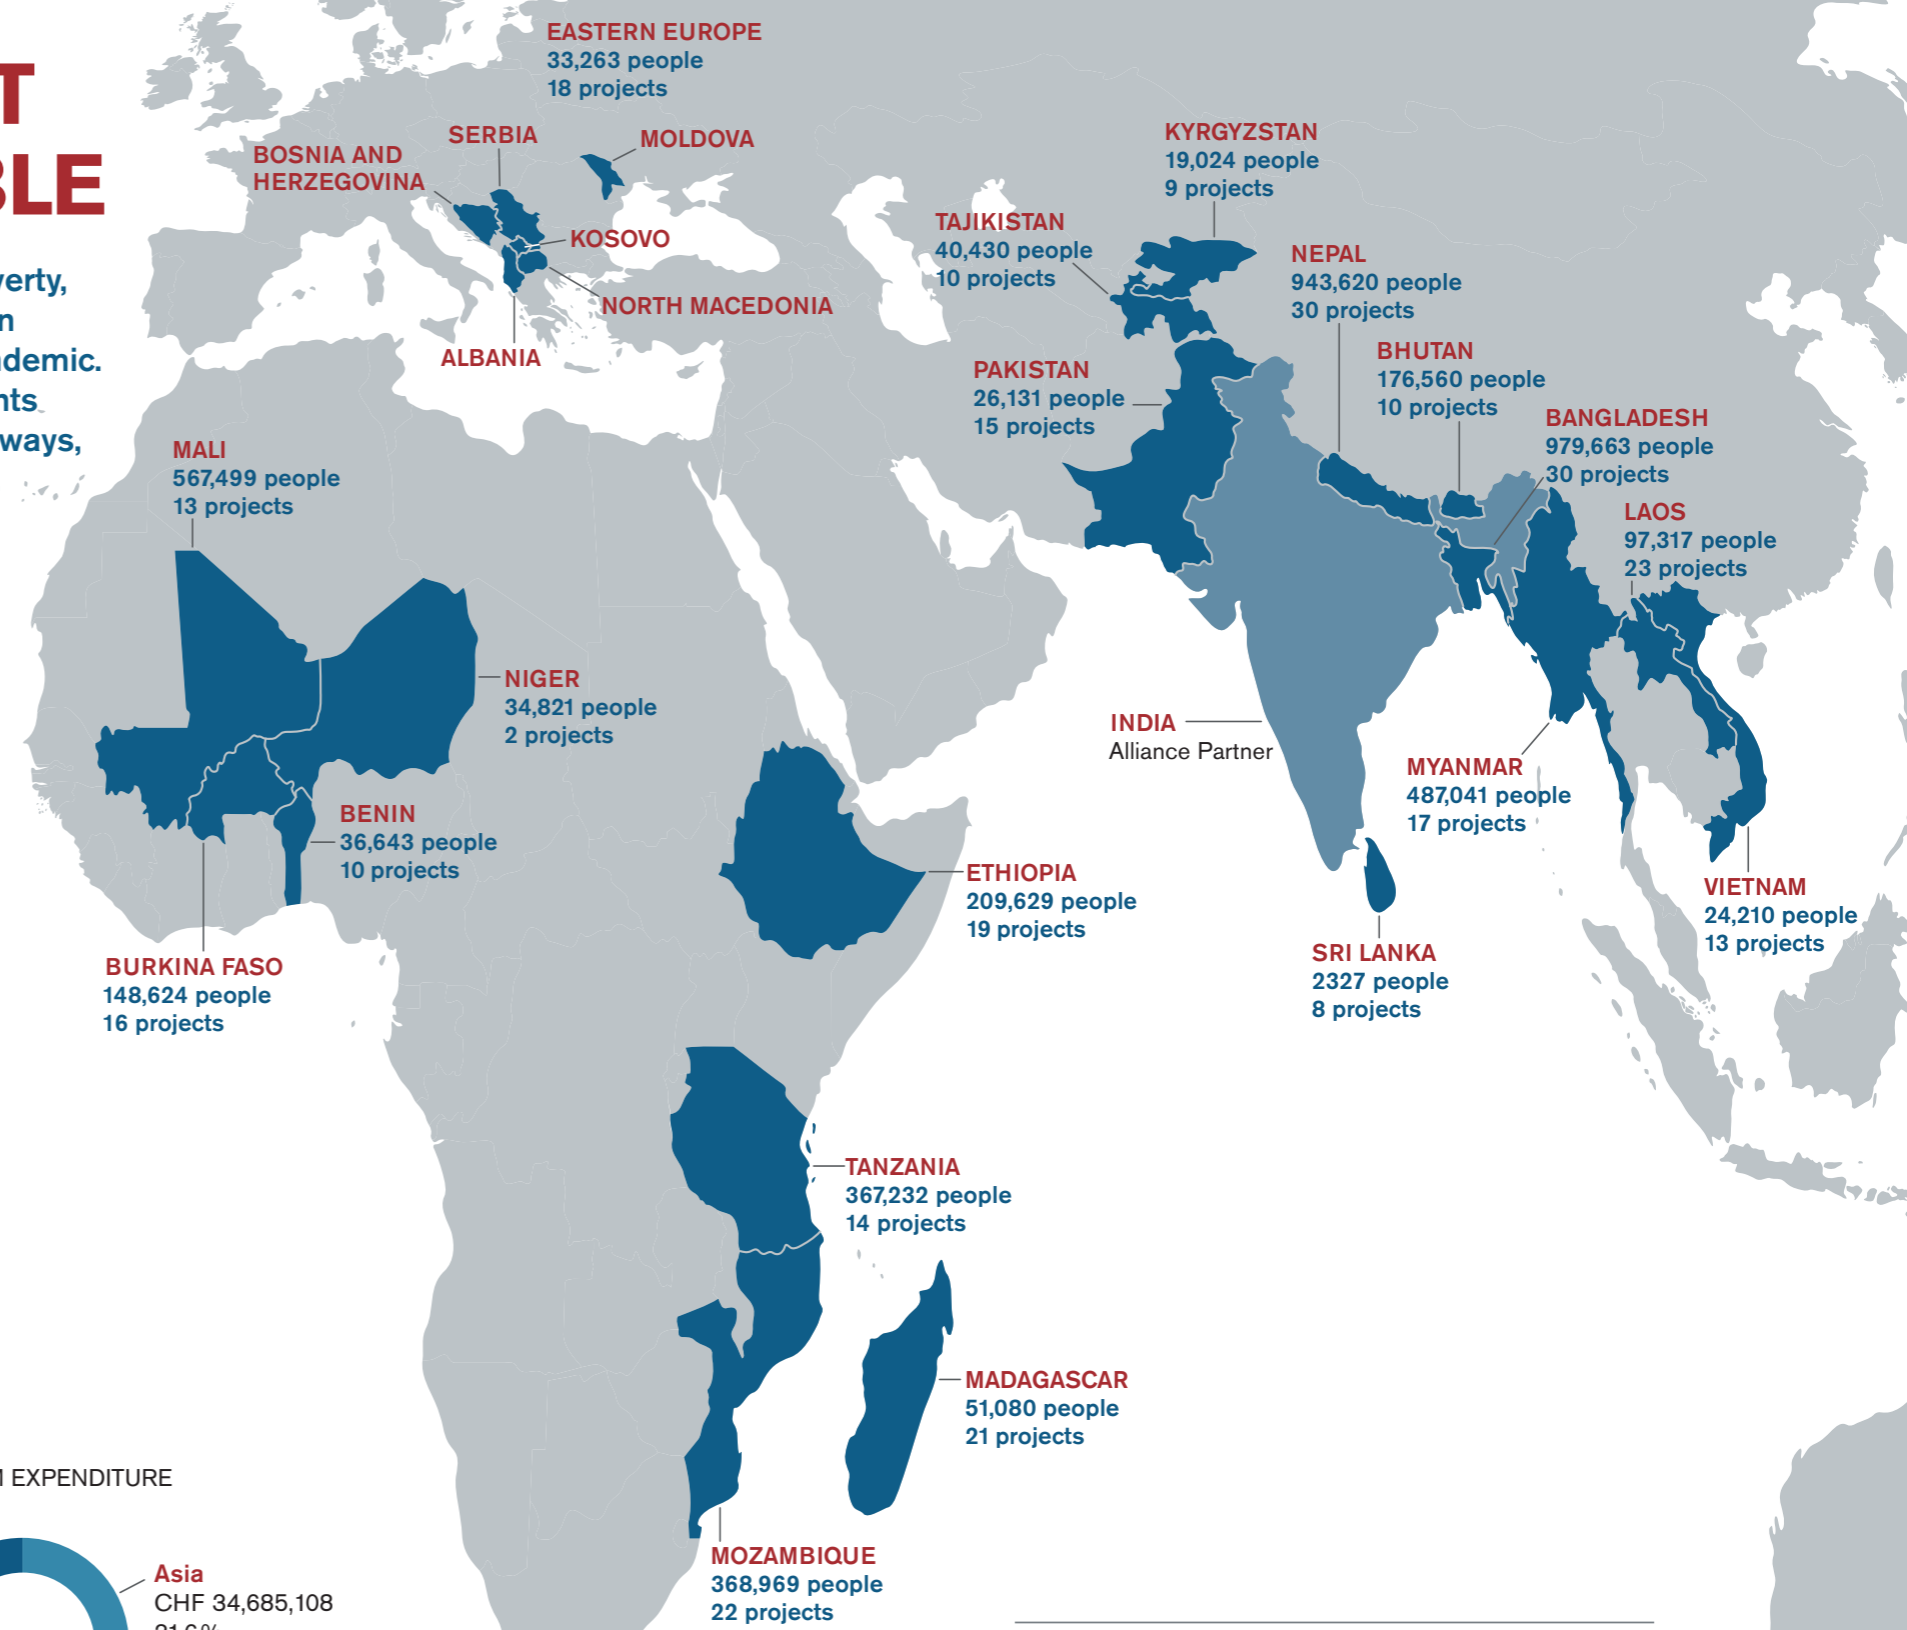 T
BLE
verty,
n
ndemic.
nts
ways,
EASTERN EUROPE
33,263 people
18 projects
SERBIA
MOLDOVA
BOSNIA AND
HERZEGOVINA
KOSOVO
NORTH MACEDONIA
ALBANIA
KYRGYZSTAN
19,024 people
9 projects
TAJIKISTAN
40,430 people
10 projects
NEPAL
943,620 people
30 projects
PAKISTAN
26,131 people
15 projects
BHUTAN
176,560 people
10 projects
BANGLADESH
979,663 people
30 projects
LAOS
97,317 people
23 projects
MALI
567,499 people
13 projects
NIGER
34,821 people
2 projects
INDIA
Alliance Partner
MYANMAR
487,041 people
17 projects
BENIN
36,643 people
10 projects
ETHIOPIA
209,629 people
19 projects
VIETNAM
24,210 people
13 projects
BURKINA FASO
148,624 people
16 projects
SRI LANKA
2327 people
8 projects
TANZANIA
367,232 people
14 projects
MADAGASCAR
51,080 people
21 projects
MOZAMBIQUE
368,969 people
22 projects
EXPENDITURE
Asia
CHF 34,685,108